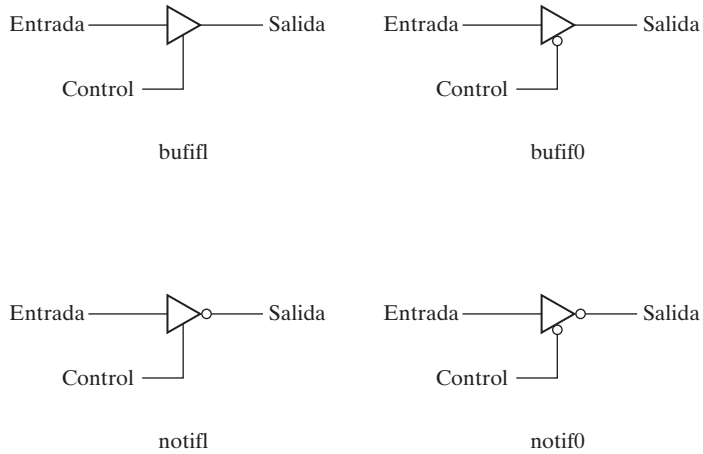 Entrada Salida Entrada Salida
Control Control
bufifl bufif0
Entrada Salida Entrada Salida
Control Control
notifl notif0